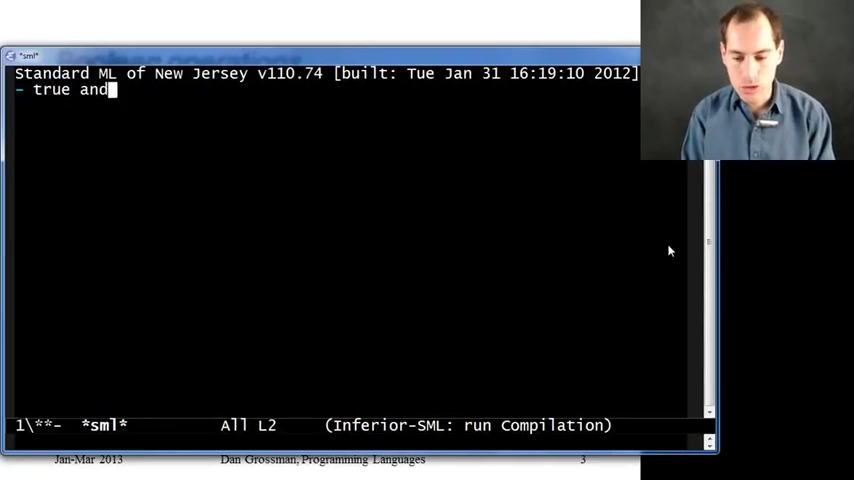 *sml*
Standard ML of New Jersey v110.74 [built: Tue Jan 31 16:19:10 2012]
- true and
1\**-  *sml*  All L2  (Inferior-SML: run Compilation)
Jan-Mar 2013  Dan Grossman, Programming Languages  3